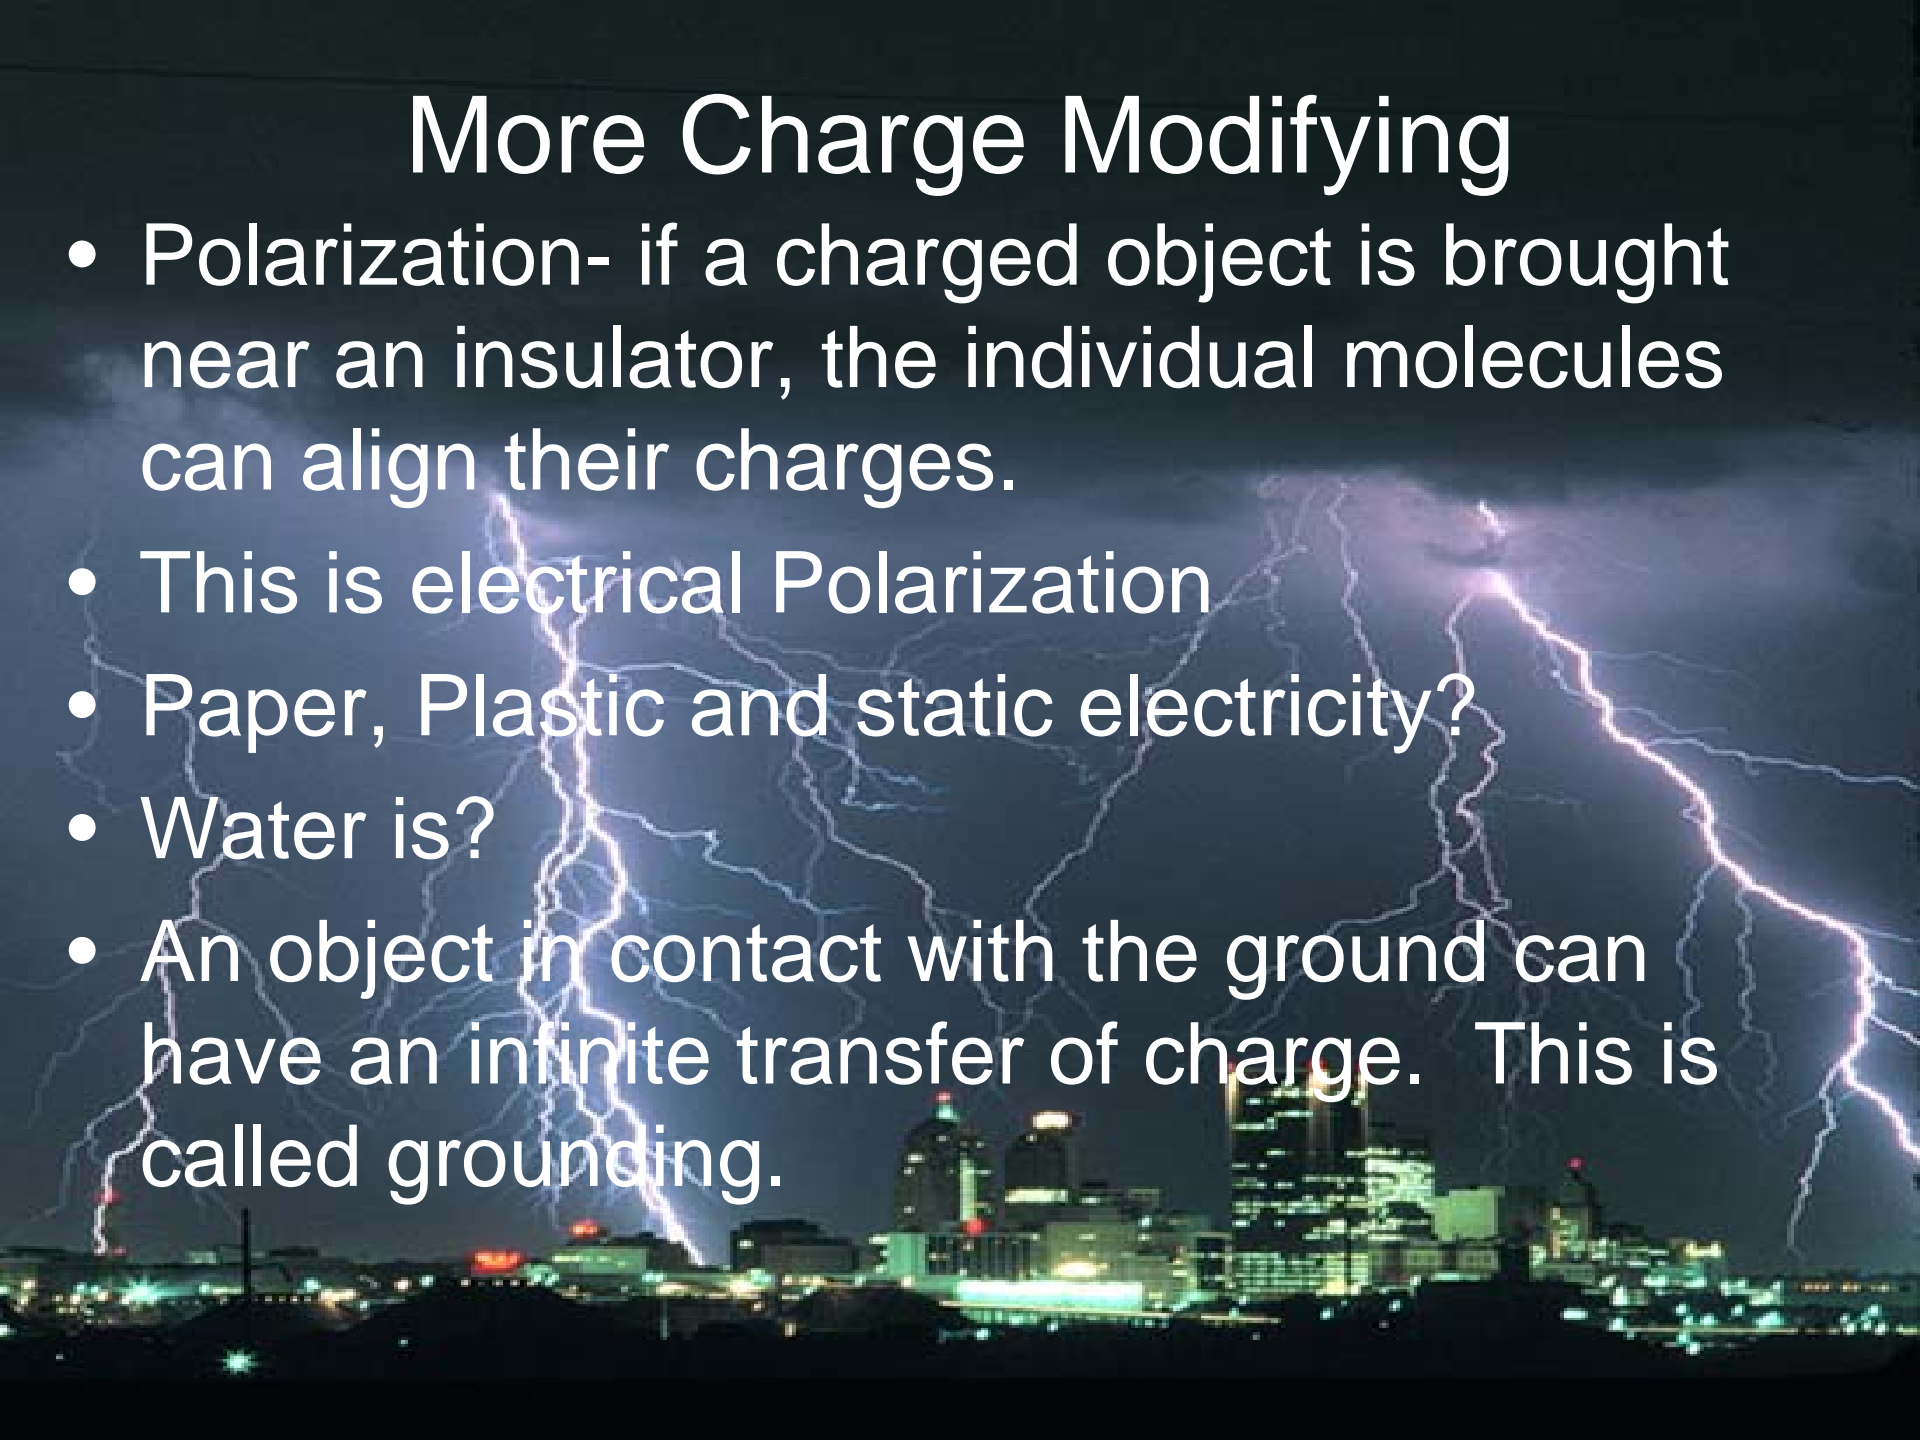 More Charge Modifying
• Polarization- if a charged object is brought
near an insulator, the individual molecules
can align their charges.
• This is electrical Polarization
• Paper, Plastic and static electricity?
• Water is?
• An object in contact with the ground can
have an infinite transfer of charge.  This is
called grounding.